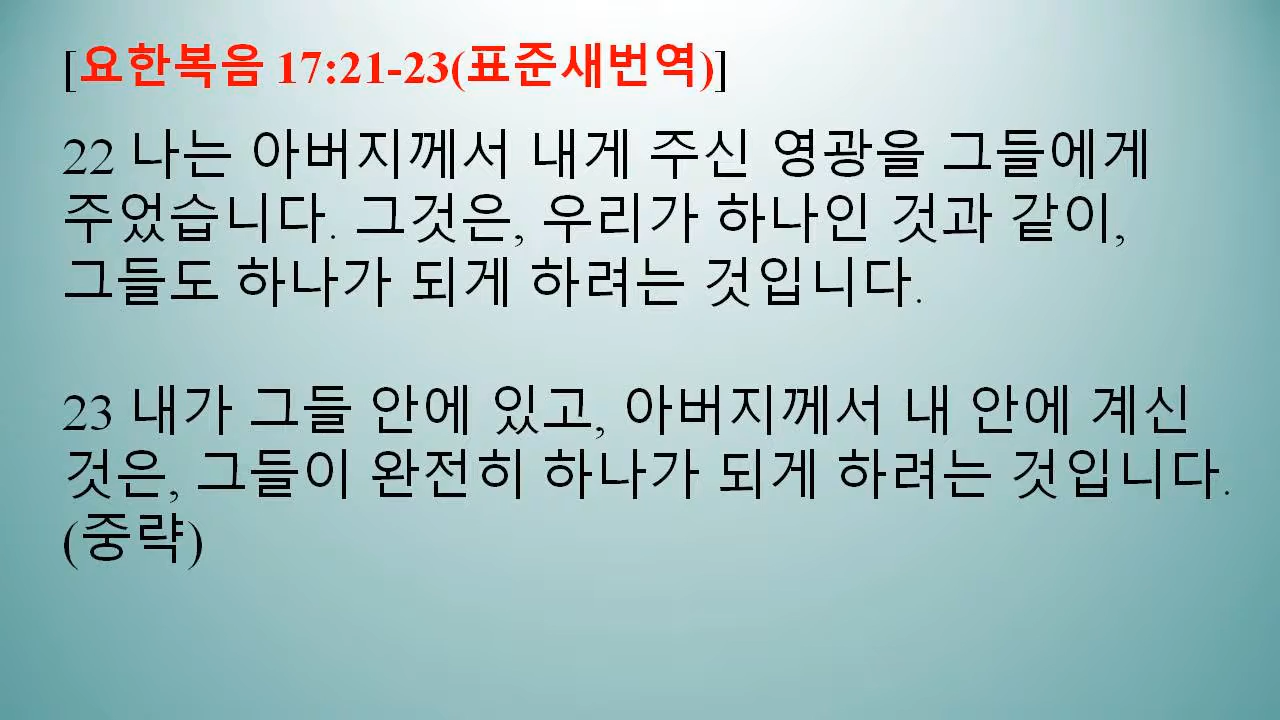 [요한복음 17:21-23(표준새번역)]
22 나는 아버지께서 내게 주신 영광을 그들에게
주었습니다. 그것은, 우리가 하나인 것과 같이,
그들도 하나가 되게 하려는 것입니다.
23 내가 그들 안에 있고, 아버지께서 내 안에 계신
것은, 그들이 완전히 하나가 되게 하려는 것입니다.
(중략)